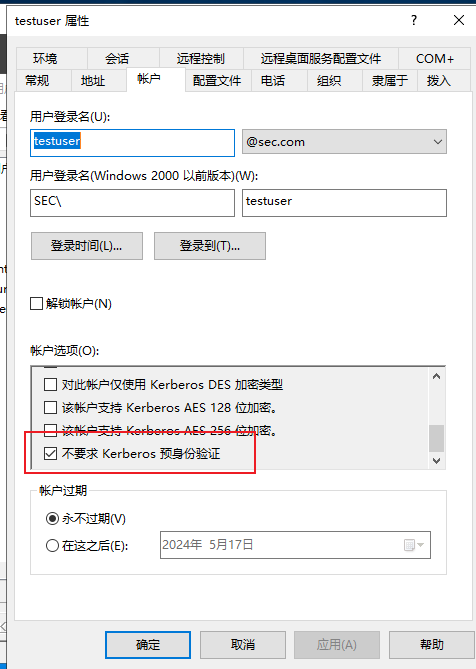 testuser 属性
环境 会话 远程控制 远程桌面服务配置文件 COM+
常规 地址 帐户 配置文件 电话 组织 隶属于 拨入
用户登录名(U):
testuser @sec.com
用户登录名(Windows 2000 以前版本)(W):
SEC\ testuser
登录时间(L)... 登录到(T)...
解锁帐户(N)
帐户选项(O):
对此帐户仅使用 Kerberos DES 加密类型
该帐户支持 Kerberos AES 128 位加密。
该帐户支持 Kerberos AES 256 位加密。
不要求 Kerberos 预身份验证
帐户过期
永不过期(V)
在这之后(E): 2024年 5月17日
确定 取消 应用(A) 帮助